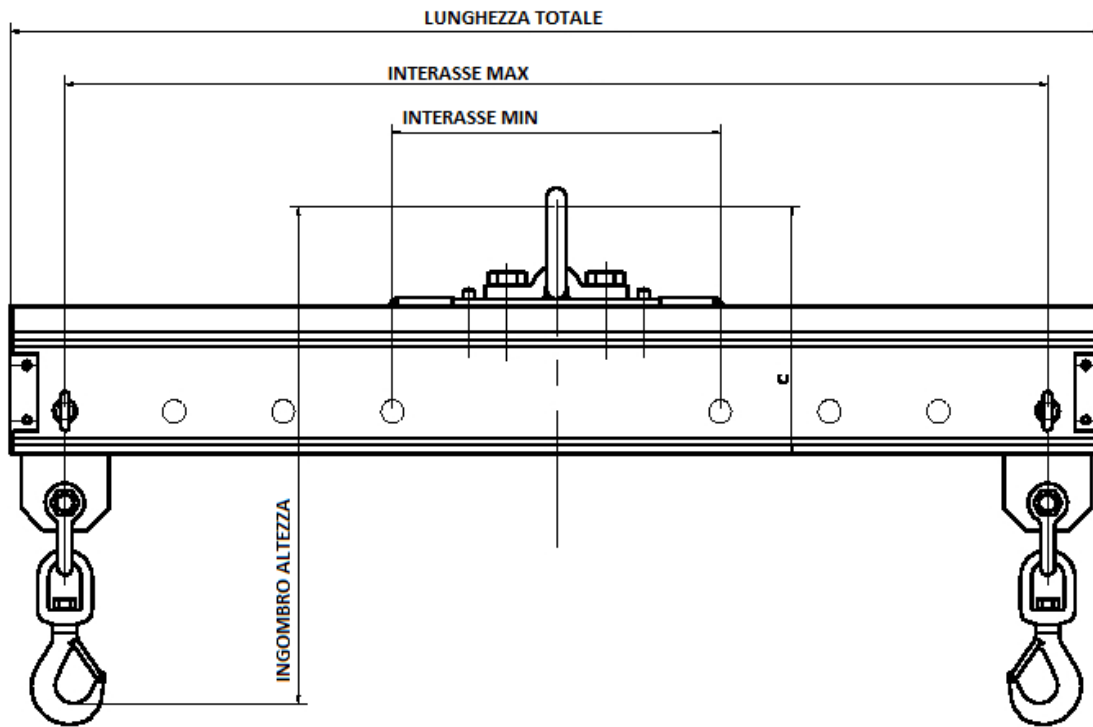 LUNGHEZZA TOTALE
INTERASSE MAX
INTERASSE MIN
C
INGOMBRO ALTEZZA